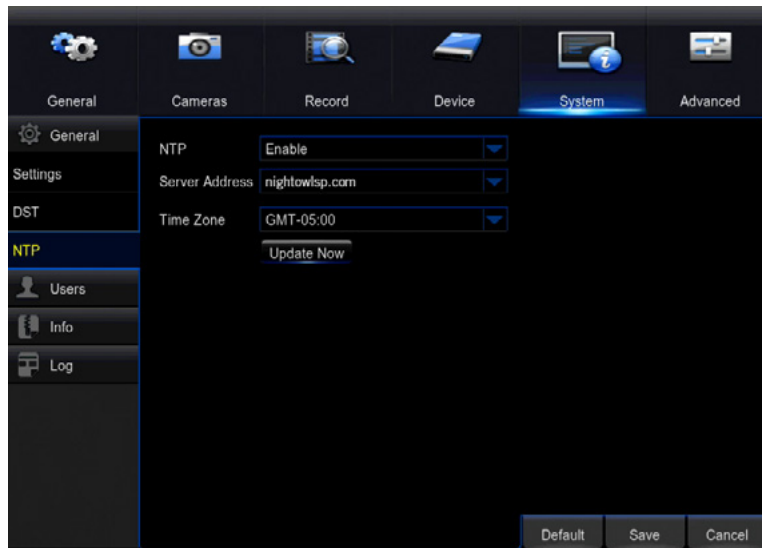 General Cameras Record Device System Advanced
General
Settings
DST
NTP
Users
Info
Log
NTP Enable
Server Address nightowlsp.com
Time Zone GMT-05:00
Update Now
Default Save Cancel